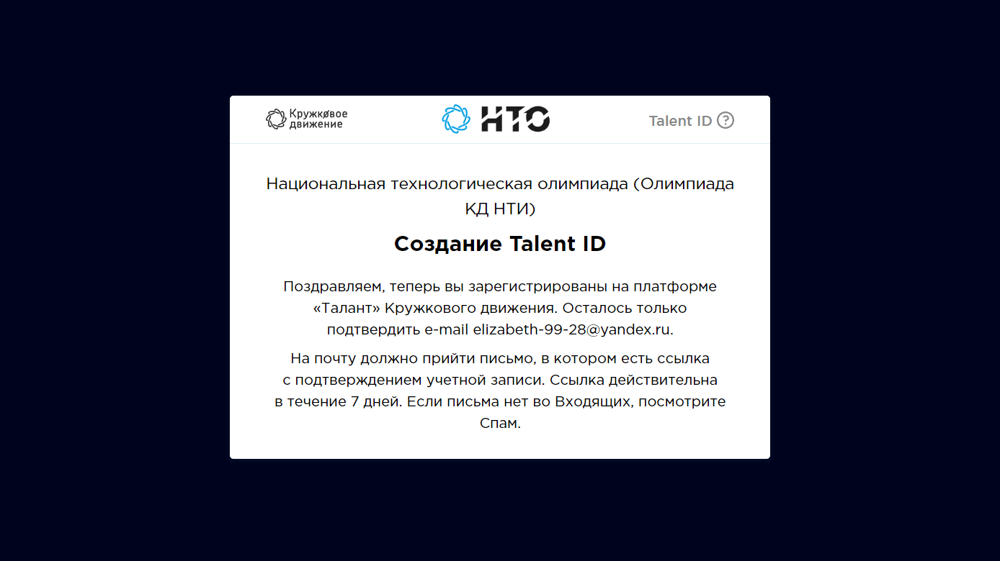 Кружковое
движение
НТО
Talent ID ?
Национальная технологическая олимпиада (Олимпиада
КД НТИ)
Создание Talent ID
Поздравляем, теперь вы зарегистрированы на платформе
«Талант» Кружкового движения. Осталось только
подтвердить e-mail elizabeth-99-28@yandex.ru.
На почту должно прийти письмо, в котором есть ссылка
с подтверждением учетной записи. Ссылка действительна
в течение 7 дней. Если письма нет во Входящих, посмотрите
Спам.